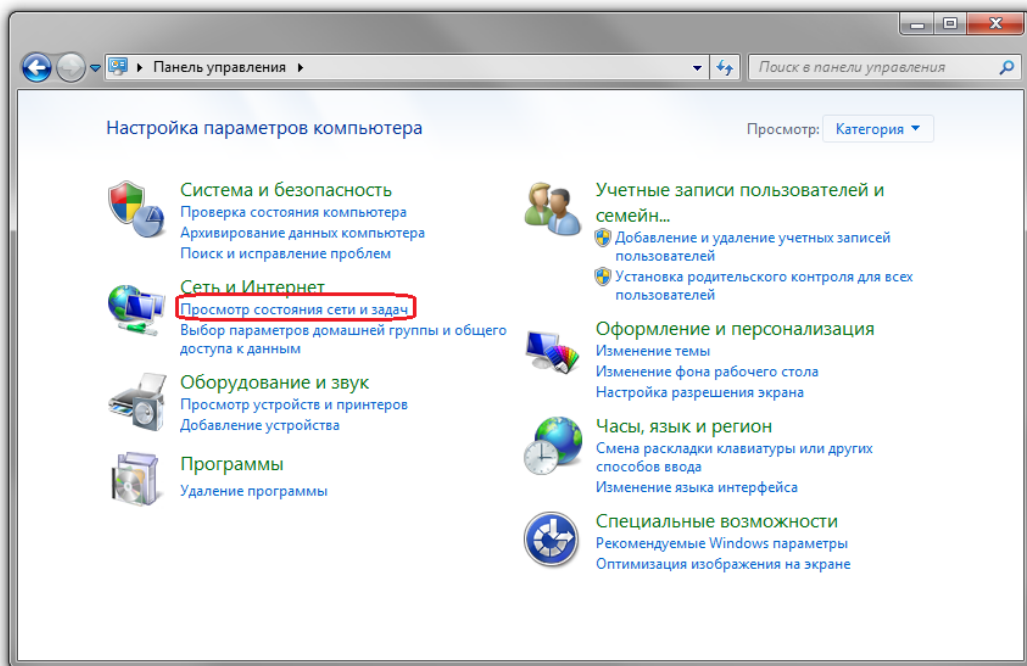 Панель управления
Поиск в панели управления
Настройка параметров компьютера
Просмотр: Категория
Система и безопасность
Проверка состояния компьютера
Архивирование данных компьютера
Поиск и исправление проблем
Сеть и Интернет
Просмотр состояния сети и задач
Выбор параметров домашней группы и общего
доступа к данным
Оборудование и звук
Просмотр устройств и принтеров
Добавление устройства
Программы
Удаление программы
Учетные записи пользователей и
семейн...
Добавление и удаление учетных записей
пользователей
Установка родительского контроля для всех
пользователей
Оформление и персонализация
Изменение темы
Изменение фона рабочего стола
Настройка разрешения экрана
Часы, язык и регион
Смена раскладки клавиатуры или других
способов ввода
Изменение языка интерфейса
Специальные возможности
Рекомендуемые Windows параметры
Оптимизация изображения на экране